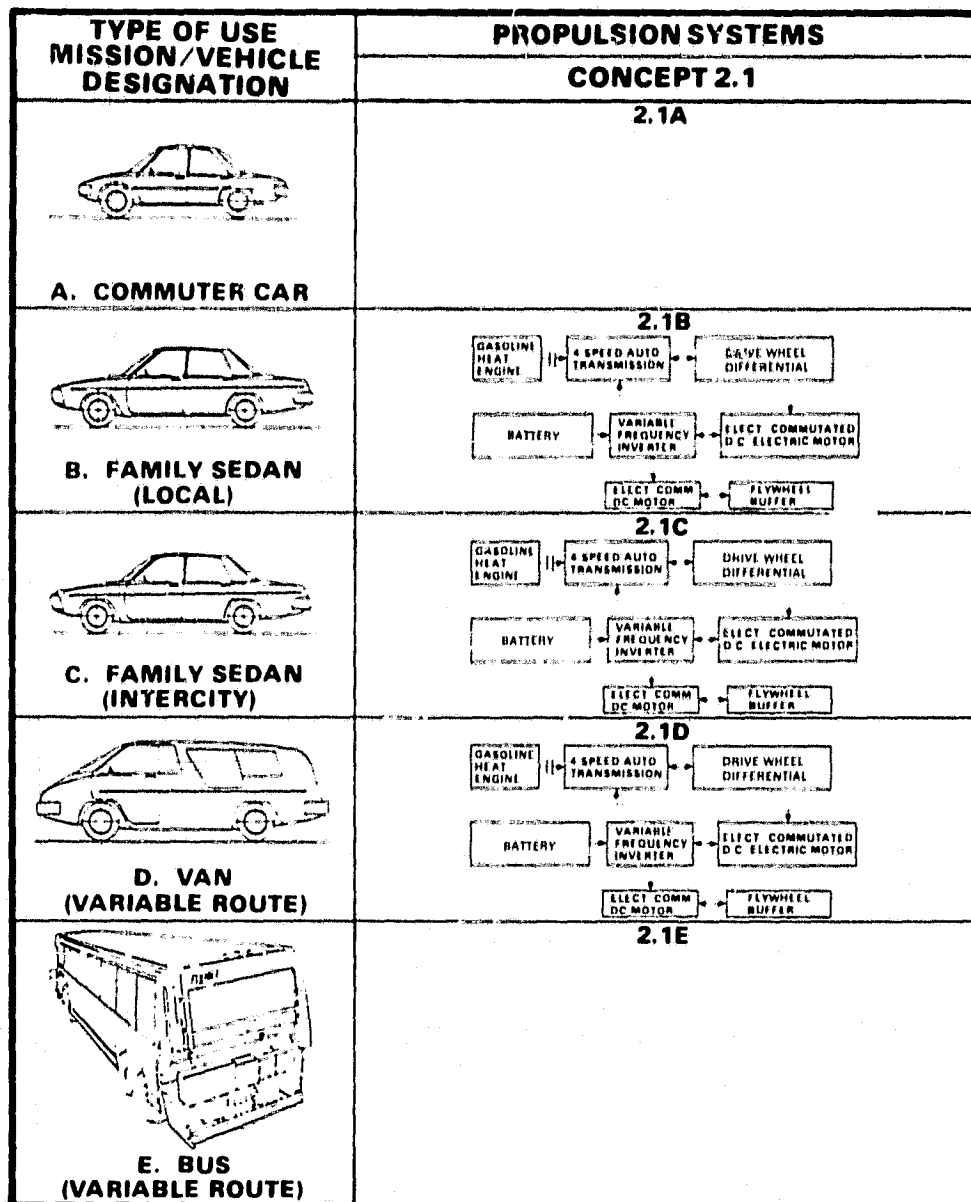 TYPE OF USE
MISSION/VEHICLE
DESIGNATION
PROPULSION SYSTEMS
CONCEPT 2.1
2.1A
A. COMMUTER CAR
2.1B
GASOLINE
HEAT
ENGINE
4 SPEED AUTO
TRANSMISSION
DRIVE WHEEL
DIFFERENTIAL
BATTERY
VARIABLE
FREQUENCY
INVERTER
ELECT COMMUTATED
D.C ELECTRIC MOTOR
ELECT COMM
DC MOTOR
FLYWHEEL
BUFFER
B. FAMILY SEDAN
(LOCAL)
2.1C
GASOLINE
HEAT
ENGINE
4 SPEED AUTO
TRANSMISSION
DRIVE WHEEL
DIFFERENTIAL
BATTERY
VARIABLE
FREQUENCY
INVERTER
ELECT COMMUTATED
D C ELECTRIC MOTOR
ELECT COMM
DC MOTOR
FLYWHEEL
BUFFER
C. FAMILY SEDAN
(INTERCITY)
2.1D
GASOLINE
HEAT
ENGINE
4 SPEED AUTO
TRANSMISSION
DRIVE WHEEL
DIFFERENTIAL
BATTERY
VARIABLE
FREQUENCY
INVERTER
ELECT COMMUTATED
D C ELECTRIC MOTOR
ELECT COMM
DC MOTOR
FLYWHEEL
BUFFER
D. VAN
(VARIABLE ROUTE)
2.1E
E. BUS
(VARIABLE ROUTE)